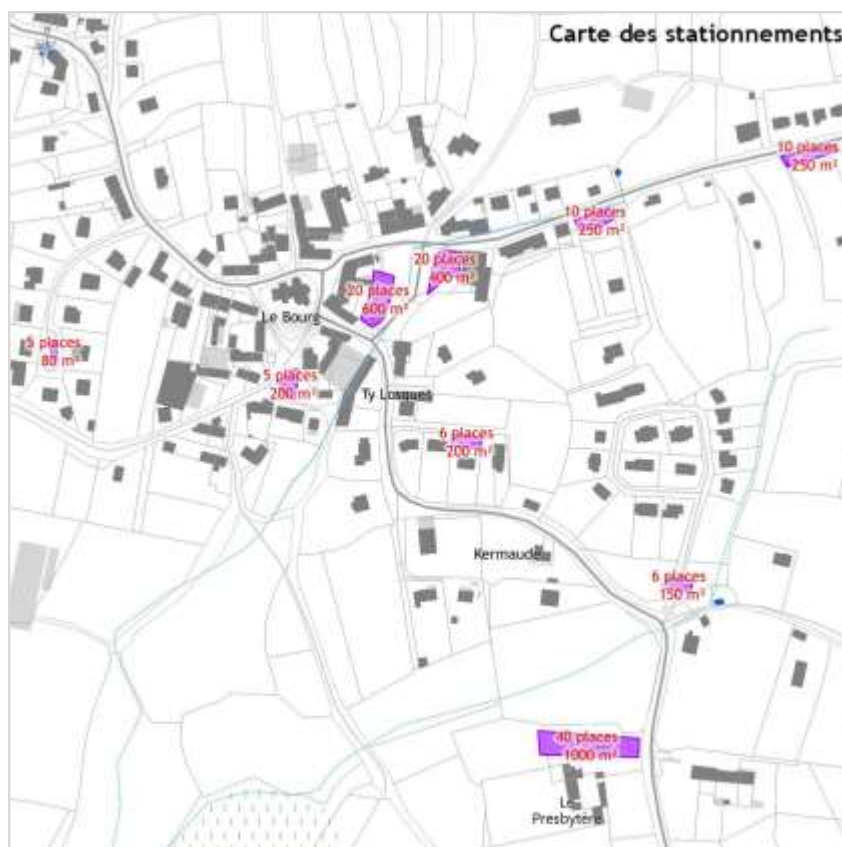 Carte des stationnements
10 places
250 m²
10 places
250 m²
20 places
400 m²
20 places
600 m²
Le Bourg
5 places
80 m²
5 places
200 m²
Ty Losquet
6 places
200 m²
Kermaude
6 places
150 m²
40 places
1000 m²
Le
Presbytère